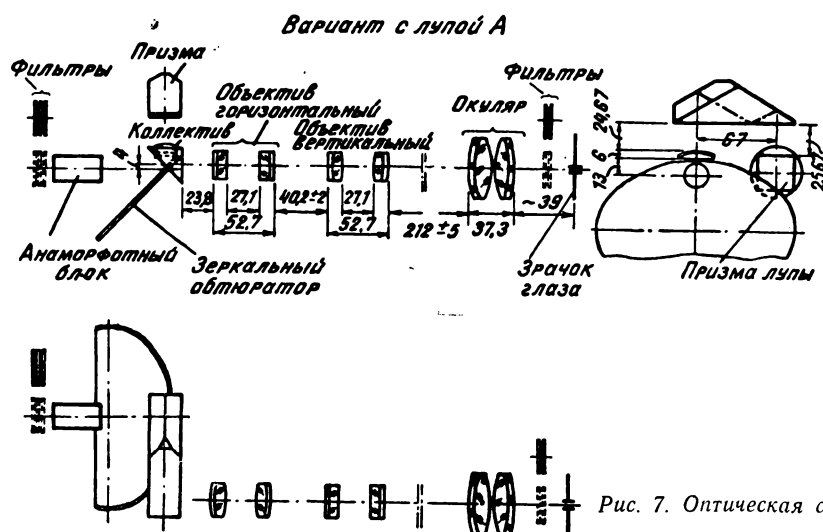 Вариант с лупой А
Призма
Фильтры
Объектив
горизонтальный
Фильтры
Окуляр
Коллектив
Объектив
вертикальный
4
24,67
67
6
13
25,67
23,8
27,1
40,2±2
27,1
52,7
52,7
212±5
37,3
~39
Анаморфотный
блок
Зеркальный
обтюратор
Зрачок
глаза
Призма лупы
Рис. 7. Оптическая с